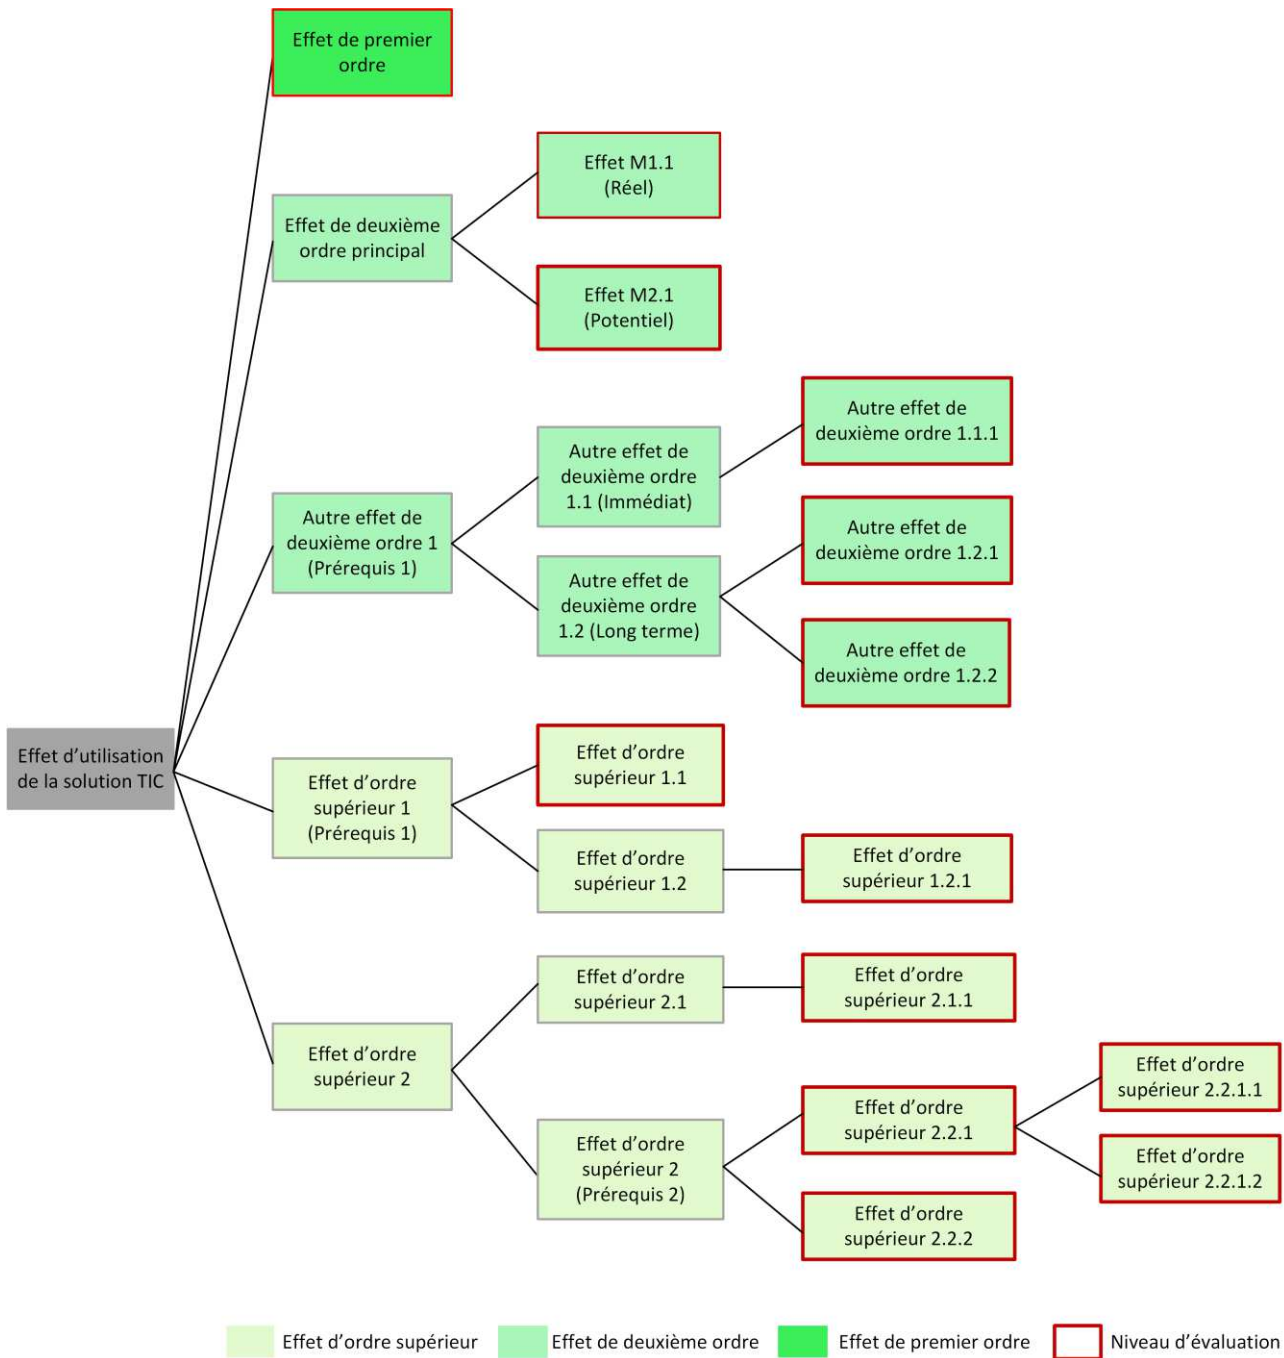 Effet de premier
ordre
Effet M1.1
(Réel)
Effet de deuxième
ordre principal
Effet M2.1
(Potentiel)
Autre effet de
deuxième ordre 1.1.1
Autre effet de
deuxième ordre
1.1 (Immédiat)
Autre effet de
deuxième ordre 1
(Prérequis 1)
Autre effet de
deuxième ordre 1.2.1
Autre effet de
deuxième ordre
1.2 (Long terme)
Autre effet de
deuxième ordre 1.2.2
Effet d’utilisation
de la solution TIC
Effet d’ordre
supérieur 1
(Prérequis 1)
Effet d’ordre
supérieur 1.1
Effet d’ordre
supérieur 1.2
Effet d’ordre
supérieur 1.2.1
Effet d’ordre
supérieur 2
Effet d’ordre
supérieur 2.1
Effet d’ordre
supérieur 2.1.1
Effet d’ordre
supérieur 2
(Prérequis 2)
Effet d’ordre
supérieur 2.2.1
Effet d’ordre
supérieur 2.2.1.1
Effet d’ordre
supérieur 2.2.1.2
Effet d’ordre
supérieur 2.2.2
Effet d’ordre supérieur
Effet de deuxième ordre
Effet de premier ordre
Niveau d’évaluation